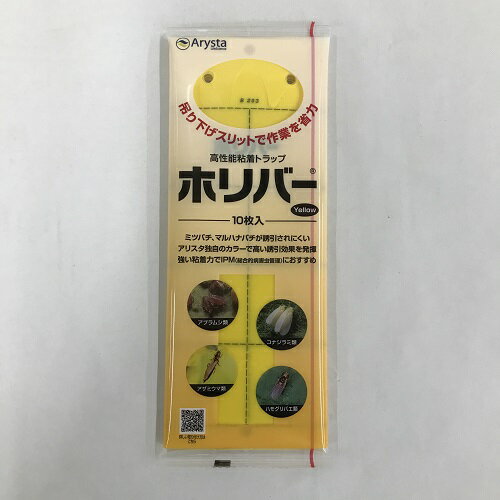 Arysta
B 203
吊り下げスリットで作業を省力
高性能粘着トラップ
ホリバー®
Yellow
10枚入
ミツバチ、マルハナバチが誘引されにくい
アリスタ独自のカラーで高い誘引効果を発揮
強い粘着力でIPM(総合的病害虫管理)におすすめ
アブラムシ類
コナジラミ類
アザミウマ類
ハモグリバエ類